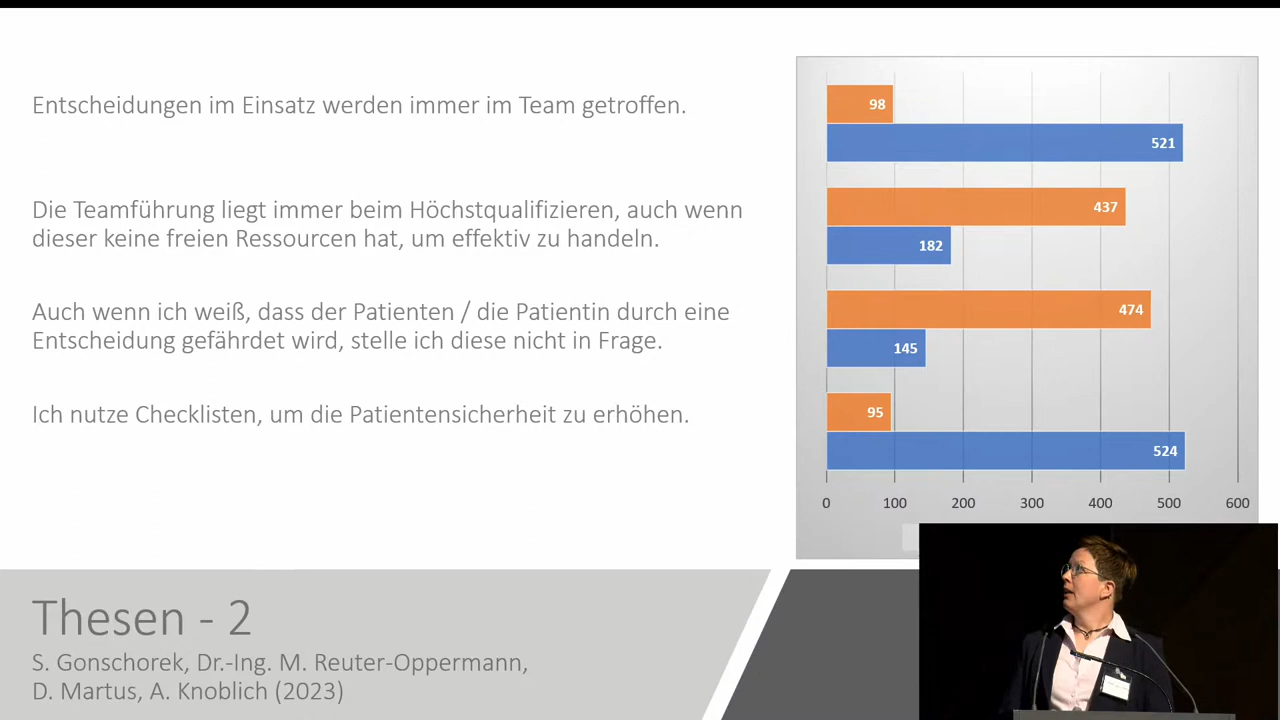 Entscheidungen im Einsatz werden immer im Team getroffen.
Die Teamführung liegt immer beim Höchstqualifizieren, auch wenn
dieser keine freien Ressourcen hat, um effektiv zu handeln.
Auch wenn ich weiß, dass der Patienten / die Patientin durch eine
Entscheidung gefährdet wird, stelle ich diese nicht in Frage.
Ich nutze Checklisten, um die Patientensicherheit zu erhöhen.
98
521
437
182
474
145
95
524
0 100 200 300 400 500 600
Thesen - 2
S. Gonschorek, Dr.-Ing. M. Reuter-Oppermann,
D. Martus, A. Knoblich (2023)